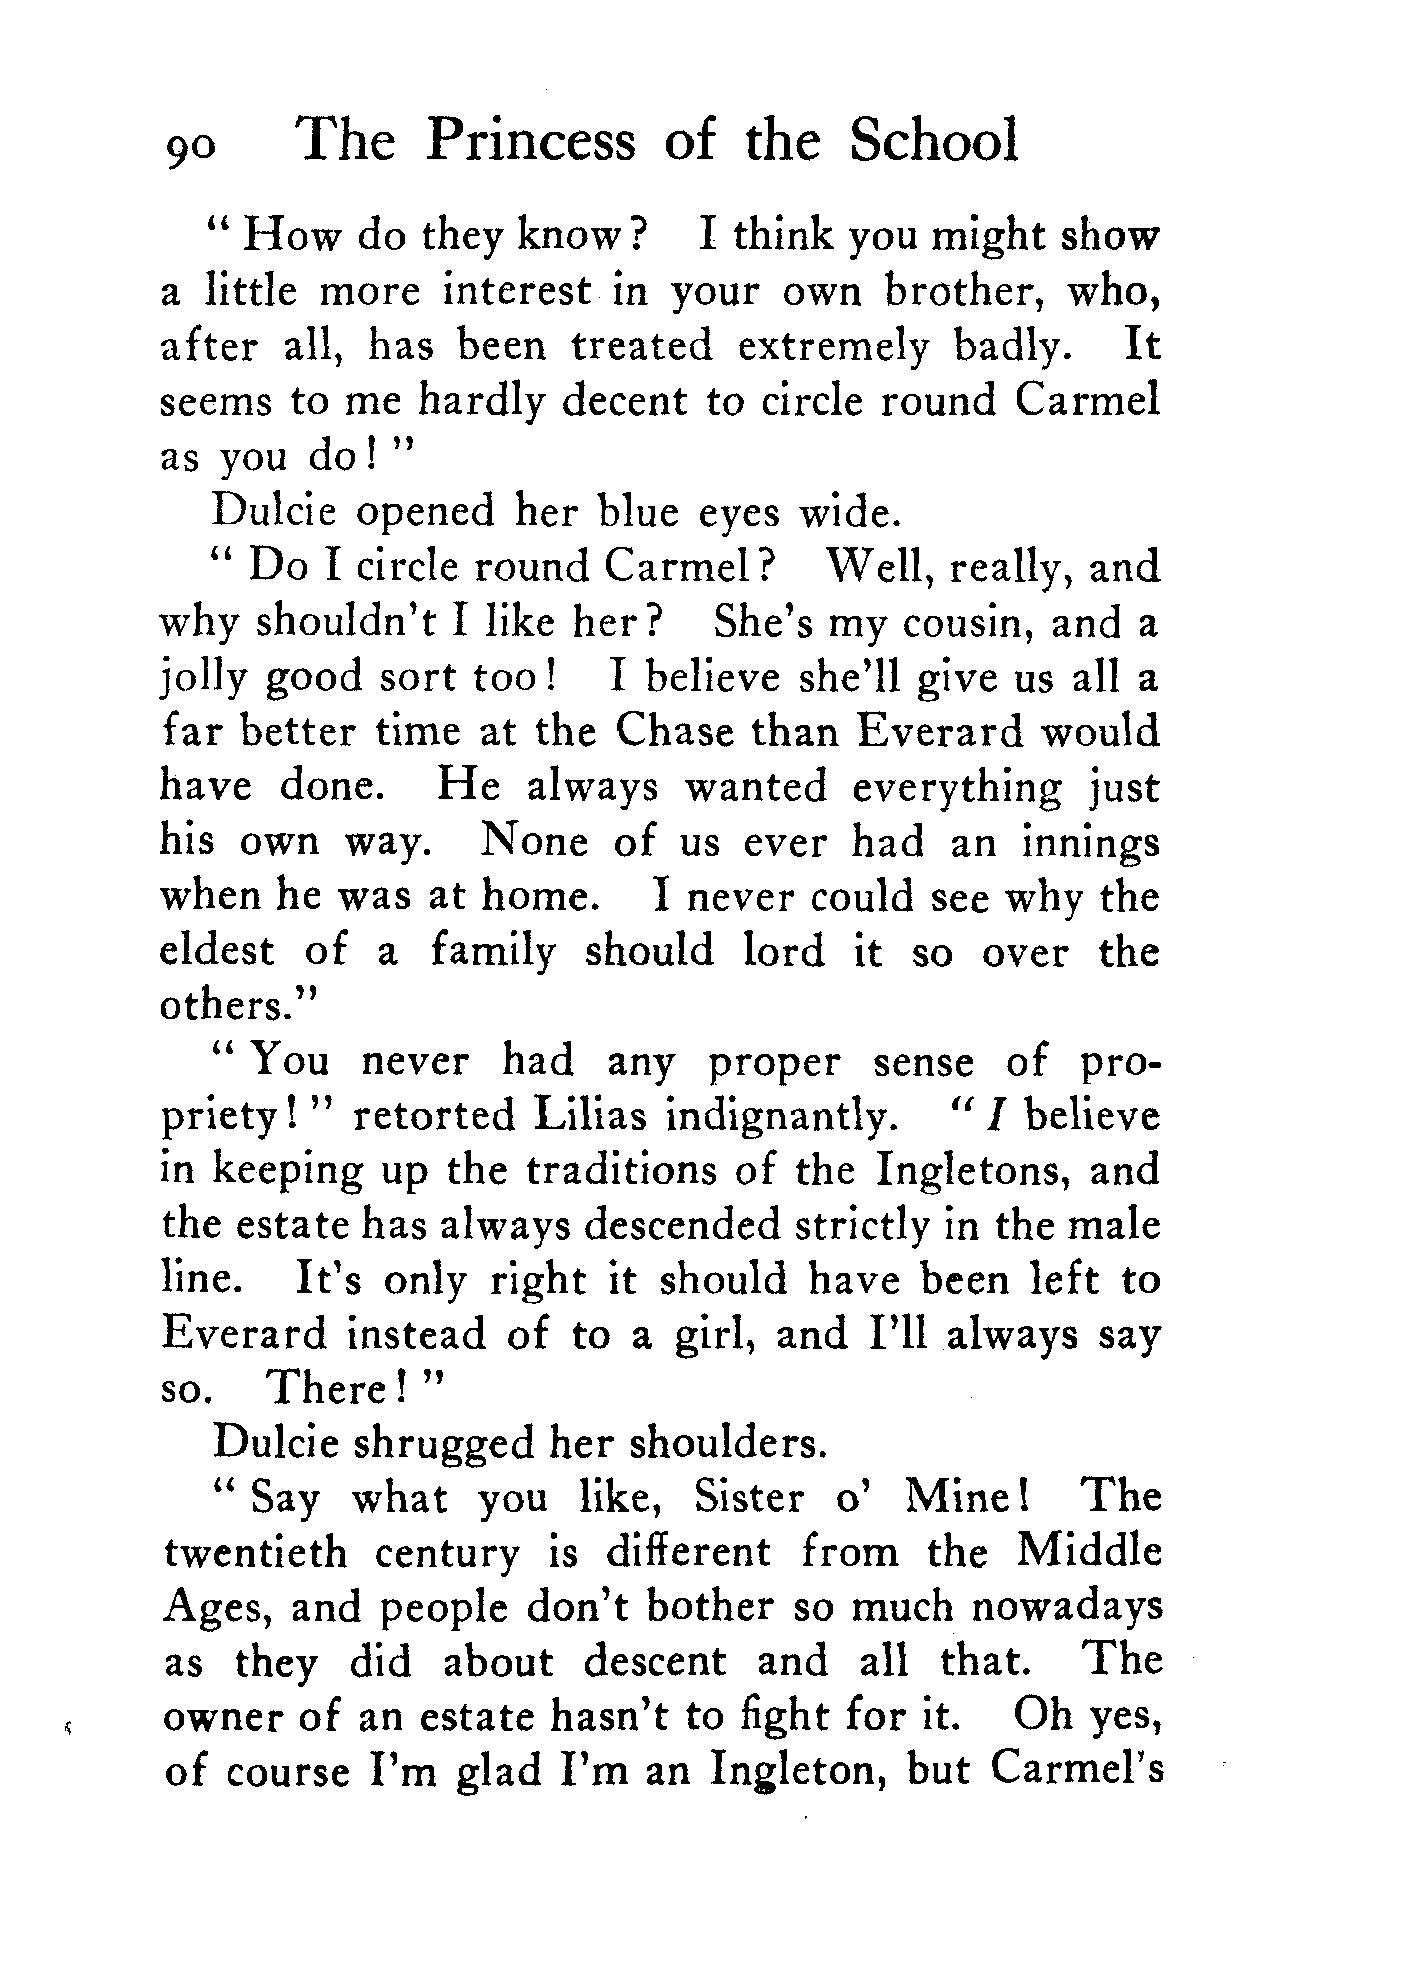 90 The Princess of the School
" How do they know? I think you might show
a little more interest in your own brother, who,
after all, has been treated extremely badly. It
seems to me hardly decent to circle round Carmel
as you do! "
Dulcie opened her blue eyes wide.
" Do I circle round Carmel? Well, really, and
why shouldn't I like her? She's my cousin, and a
jolly good sort too! I believe she'll give us all a
far better time at the Chase than Everard would
have done. He always wanted everything just
his own way. None of us ever had an innings
when he was at home. I never could see why the
eldest of a family should lord it so over the
others."
" You never had any proper sense of pro-
priety! " retorted Lilias indignantly. " I believe
in keeping up the traditions of the Ingletons, and
the estate has always descended strictly in the male
line. It's only right it should have been left to
Everard instead of to a girl, and I'll always say
so. There! "
Dulcie shrugged her shoulders.
" Say what you like, Sister o' Mine! The
twentieth century is different from the Middle
Ages, and people don't bother so much nowadays
as they did about descent and all that. The
owner of an estate hasn't to fight for it. Oh yes,
of course I'm glad I'm an Ingleton, but Carmel's